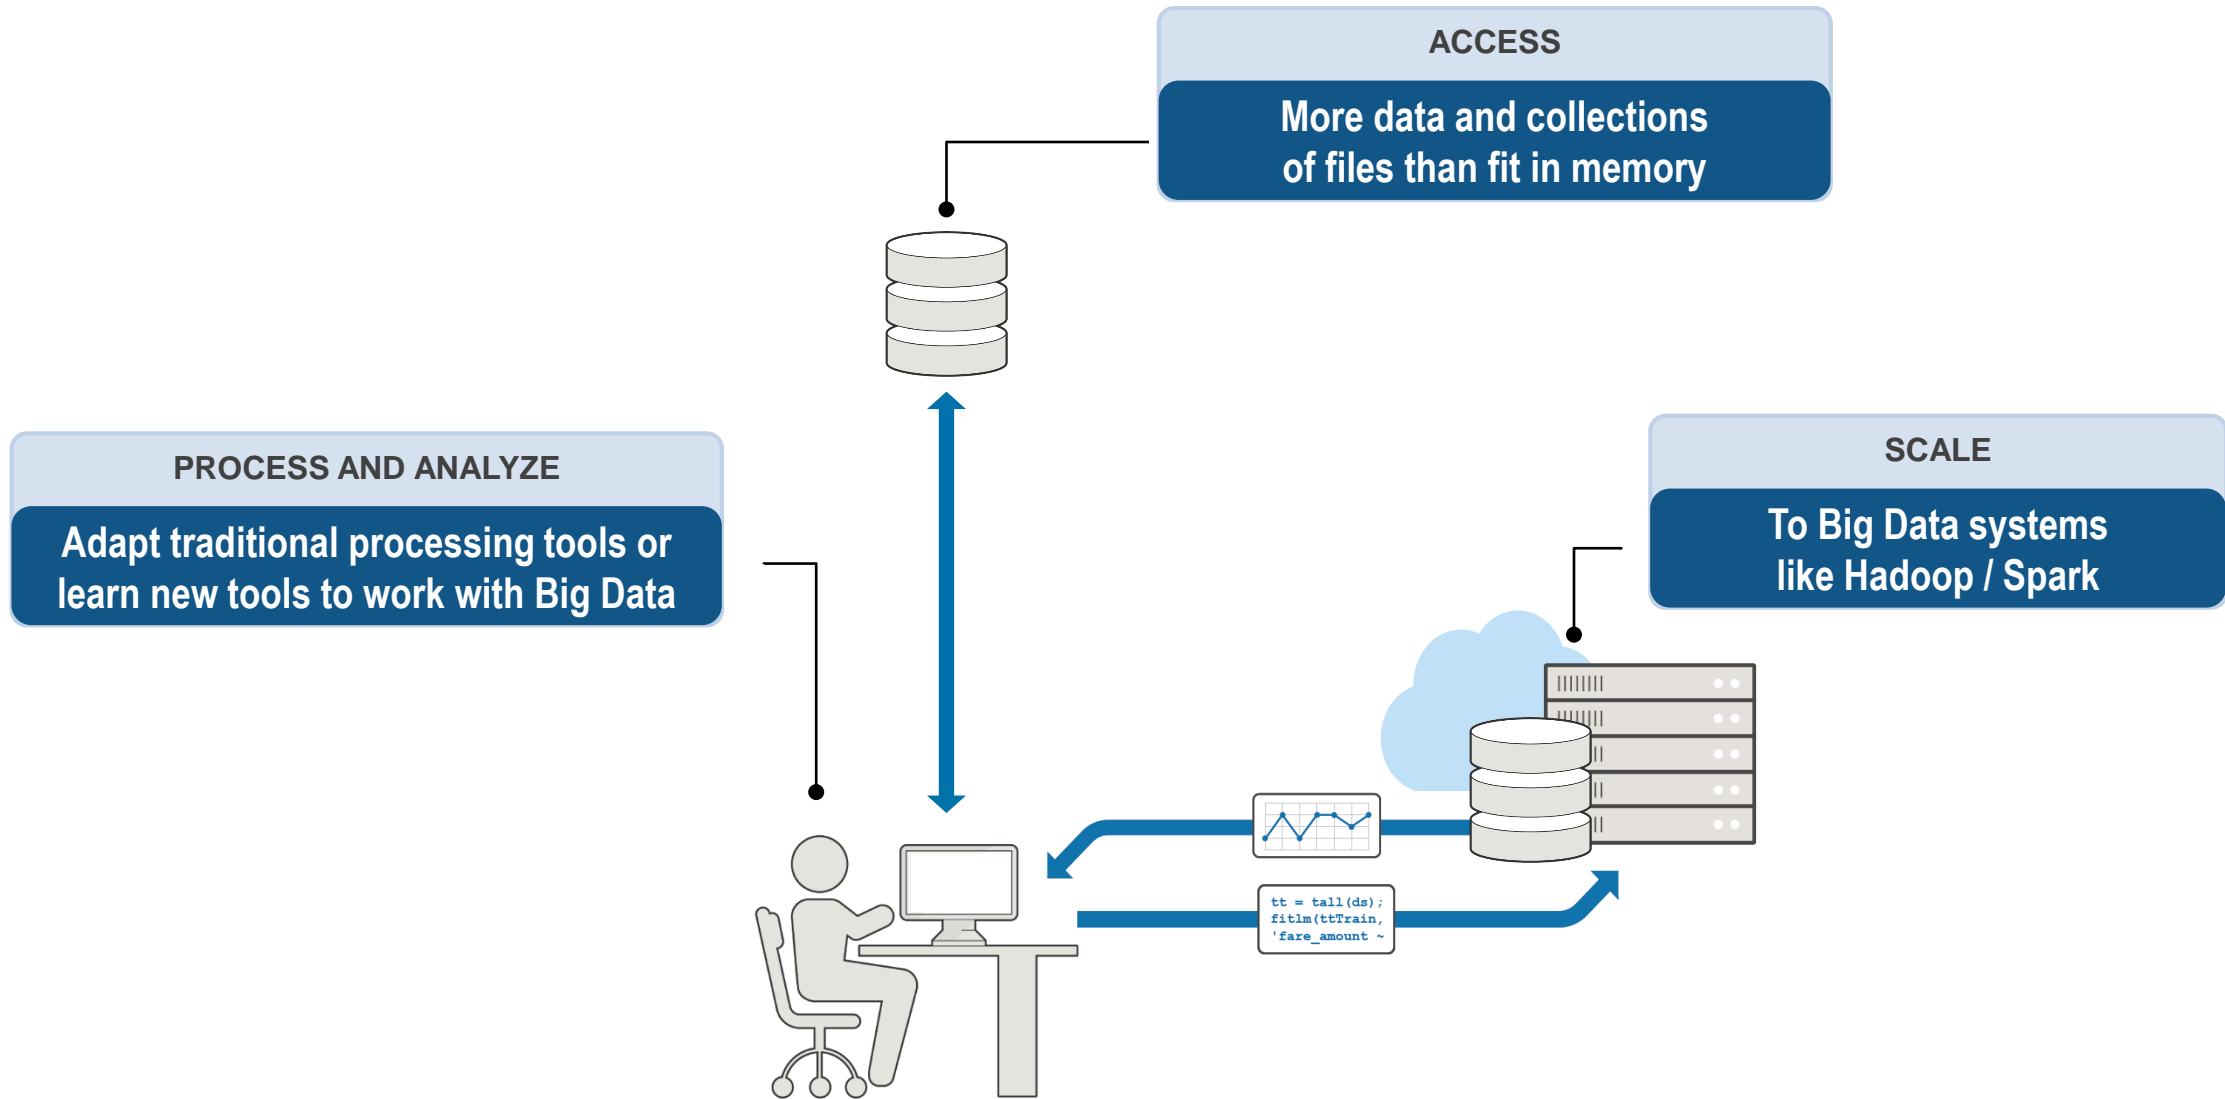 ACCESS
More data and collections
of files than fit in memory
PROCESS AND ANALYZE
Adapt traditional processing tools or
learn new tools to work with Big Data
SCALE
To Big Data systems
like Hadoop / Spark
tt = tall(ds);
fitlm(ttTrain,
'fare_amount ~